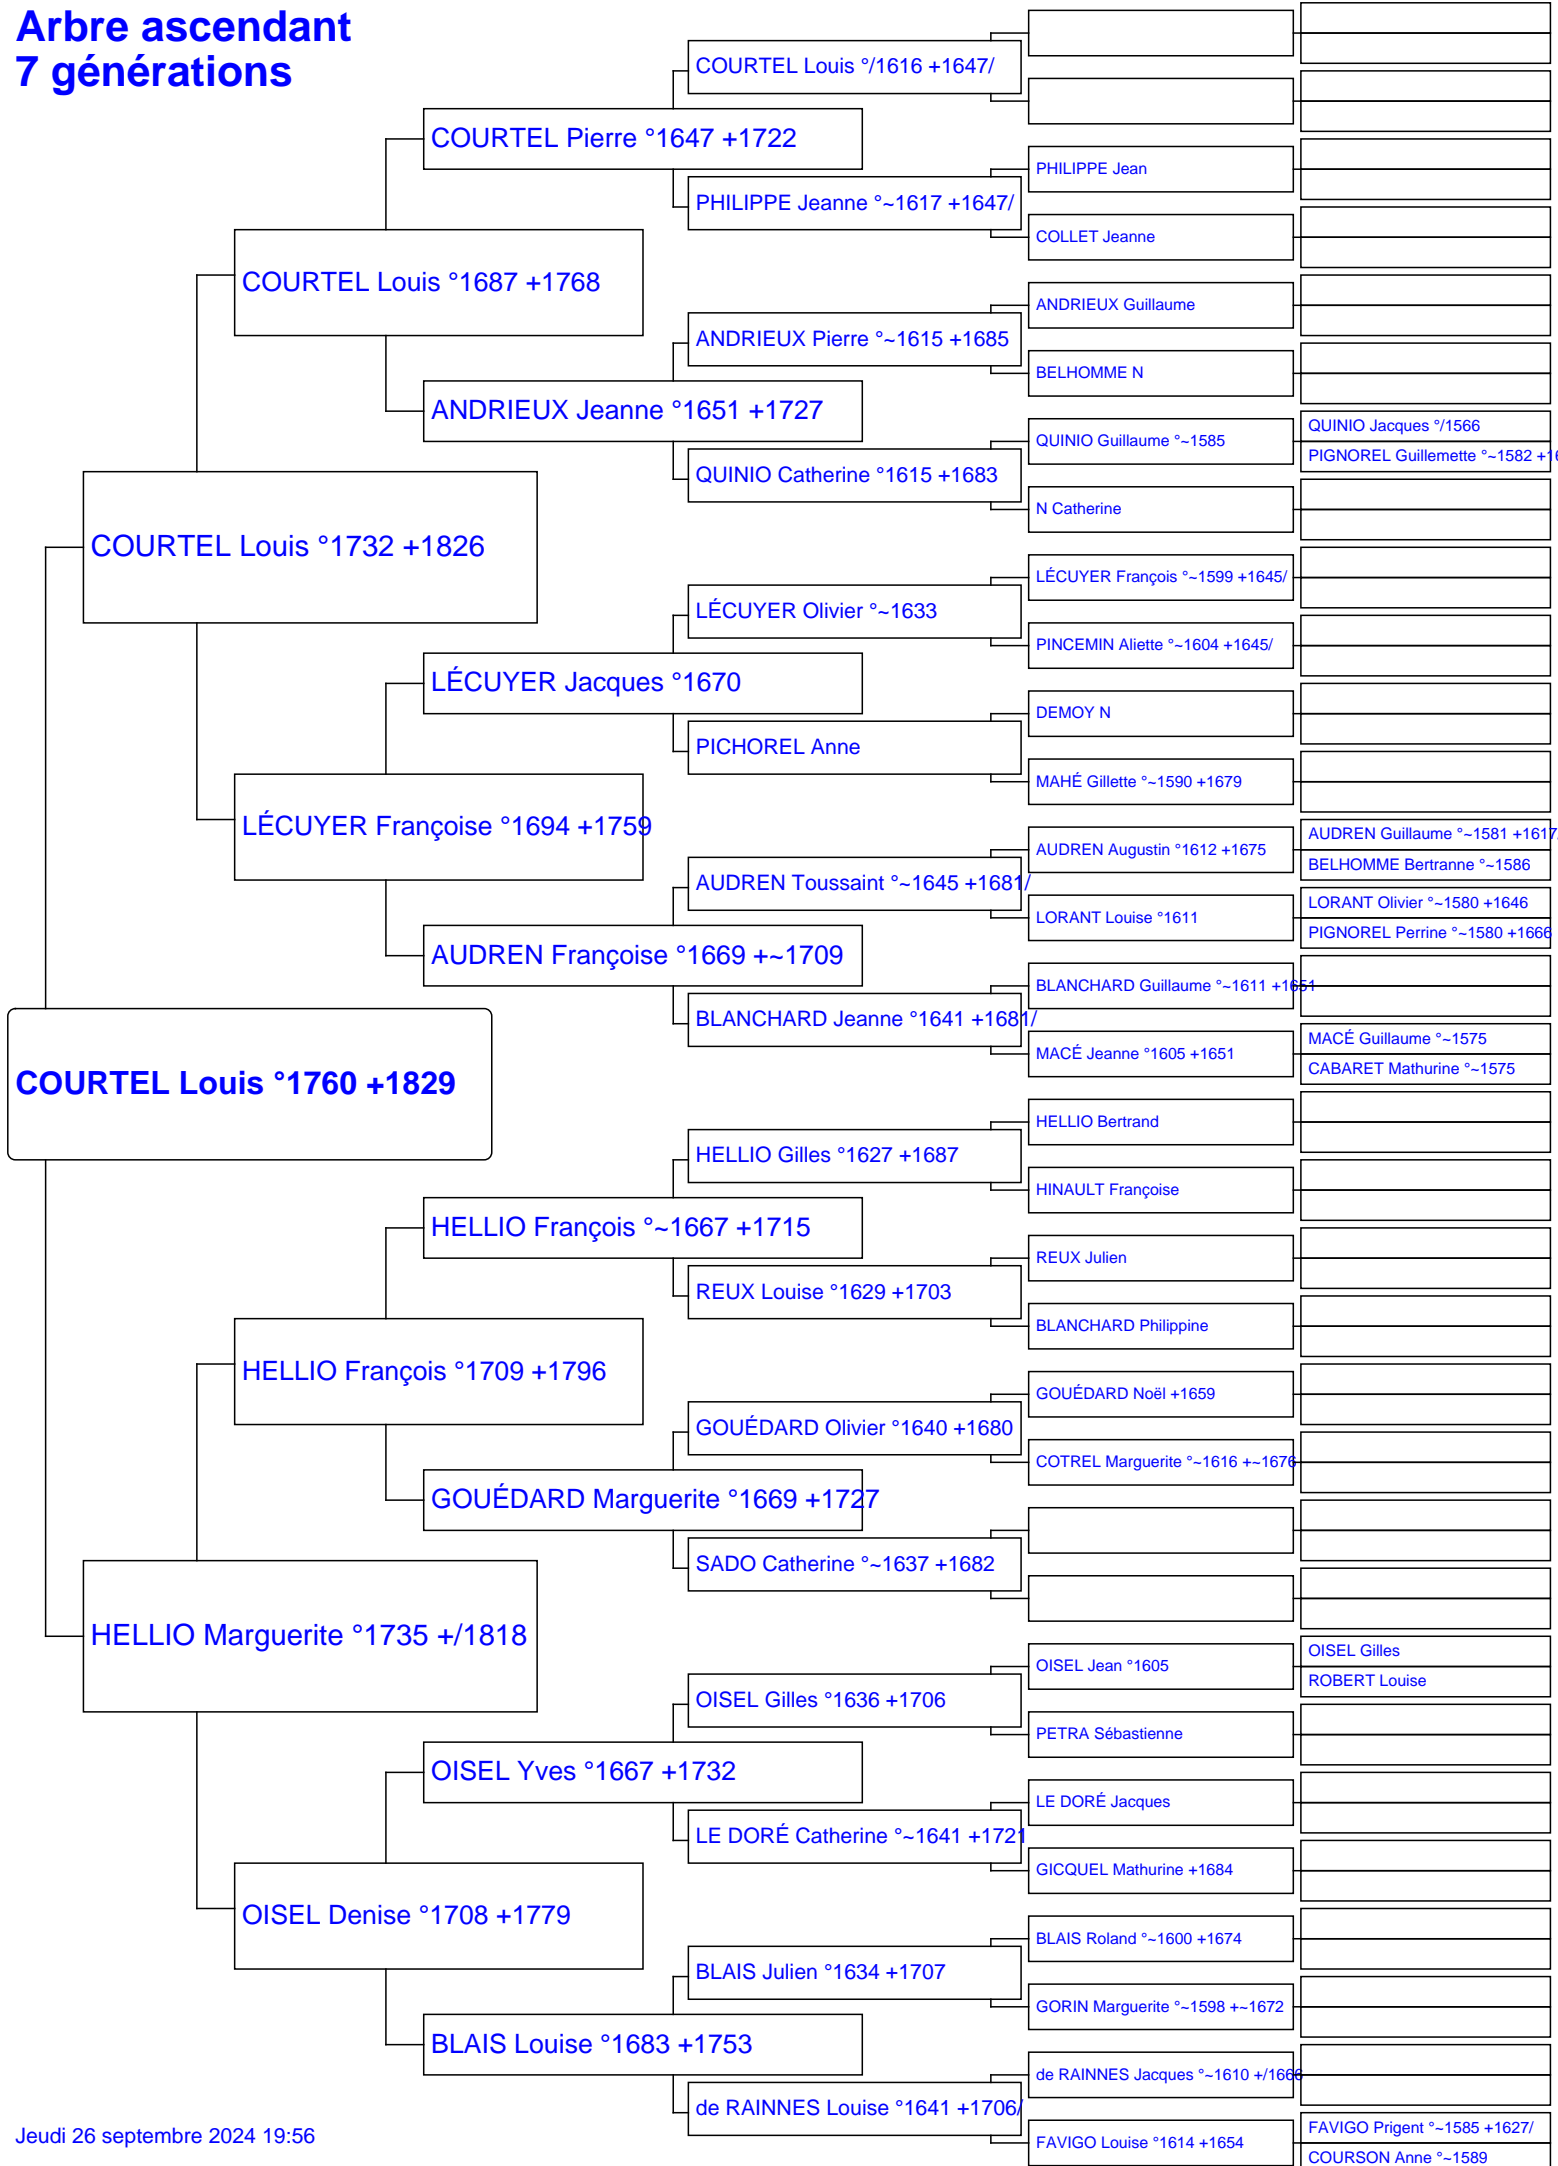 Arbre ascendant
7 générations
COURTEL Louis °/1616 +1647/
COURTEL Pierre °1647 +1722
PHILIPPE Jean
PHILIPPE Jeanne °~1617 +1647/
COLLET Jeanne
COURTEL Louis °1687 +1768
ANDRIEUX Guillaume
ANDRIEUX Pierre °~1615 +1685
BELHOMME N
ANDRIEUX Jeanne °1651 +1727
QUINIO Jacques °/1566
QUINIO Guillaume °~1585
PIGNOREL Guillemette °~1582 +16
QUINIO Catherine °1615 +1683
N Catherine
COURTEL Louis °1732 +1826
LÉCUYER François °~1599 +1645/
LÉCUYER Olivier °~1633
PINCEMIN Aliette °~1604 +1645/
LÉCUYER Jacques °1670
DEMOY N
PICHOREL Anne
MAHÉ Gillette °~1590 +1679
LÉCUYER Françoise °1694 +1759
AUDREN Guillaume °~1581 +1617/
AUDREN Augustin °1612 +1675
BELHOMME Bertranne °~1586
AUDREN Toussaint °~1645 +1681/
LORANT Olivier °~1580 +1646
LORANT Louise °1611
PIGNOREL Perrine °~1580 +1666
AUDREN Françoise °1669 +~1709
BLANCHARD Guillaume °~1611 +1651
BLANCHARD Jeanne °1641 +1681/
MACÉ Guillaume °~1575
MACÉ Jeanne °1605 +1651
CABARET Mathurine °~1575
COURTEL Louis °1760 +1829
HELLIO Bertrand
HELLIO Gilles °1627 +1687
HINAULT Françoise
HELLIO François °~1667 +1715
REUX Julien
REUX Louise °1629 +1703
BLANCHARD Philippine
HELLIO François °1709 +1796
GOUÉDARD Noël +1659
GOUÉDARD Olivier °1640 +1680
COTREL Marguerite °~1616 +~1676
GOUÉDARD Marguerite °1669 +1727
SADO Catherine °~1637 +1682
HELLIO Marguerite °1735 +/1818
OISEL Gilles
OISEL Jean °1605
ROBERT Louise
OISEL Gilles °1636 +1706
PETRA Sébastienne
OISEL Yves °1667 +1732
LE DORÉ Jacques
LE DORÉ Catherine °~1641 +1721
GICQUEL Mathurine +1684
OISEL Denise °1708 +1779
BLAIS Roland °~1600 +1674
BLAIS Julien °1634 +1707
GORIN Marguerite °~1598 +~1672
BLAIS Louise °1683 +1753
de RAINNES Jacques °~1610 +/1666
de RAINNES Louise °1641 +1706/
FAVIGO Prigent °~1585 +1627/
FAVIGO Louise °1614 +1654
COURSON Anne °~1589
Jeudi 26 septembre 2024 19:56